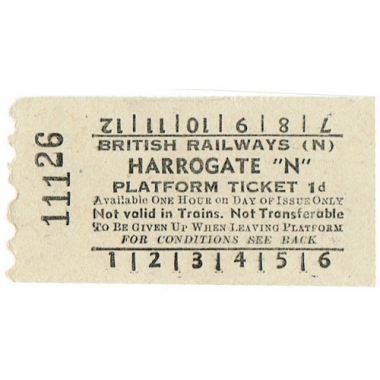 11126
12 11 10 9 8 7
BRITISH RAILWAYS (N)
HARROGATE "N"
PLATFORM TICKET 1d
Available ONE HOUR on DAY OF ISSUE ONLY
Not valid in Trains. Not Transferable
TO BE GIVEN UP WHEN LEAVING PLATFORM
FOR CONDITIONS SEE BACK
1 2 3 4 5 6